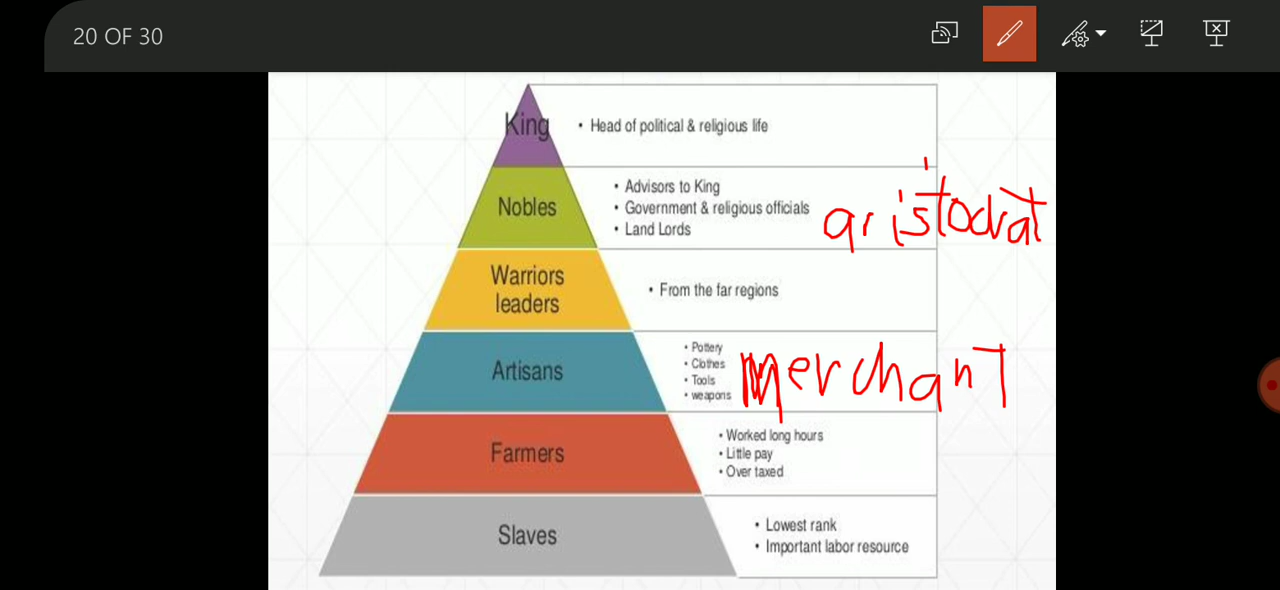 20 OF 30
King
• Head of political & religious life
Nobles
• Advisors to King
• Government & religious officials
• Land Lords
aristocrat
Warriors
leaders
• From the far regions
Artisans
• Pottery
• Clothes
• Tools
• weapons
merchant
Farmers
• Worked long hours
• Little pay
• Over taxed
Slaves
• Lowest rank
• Important labor resource